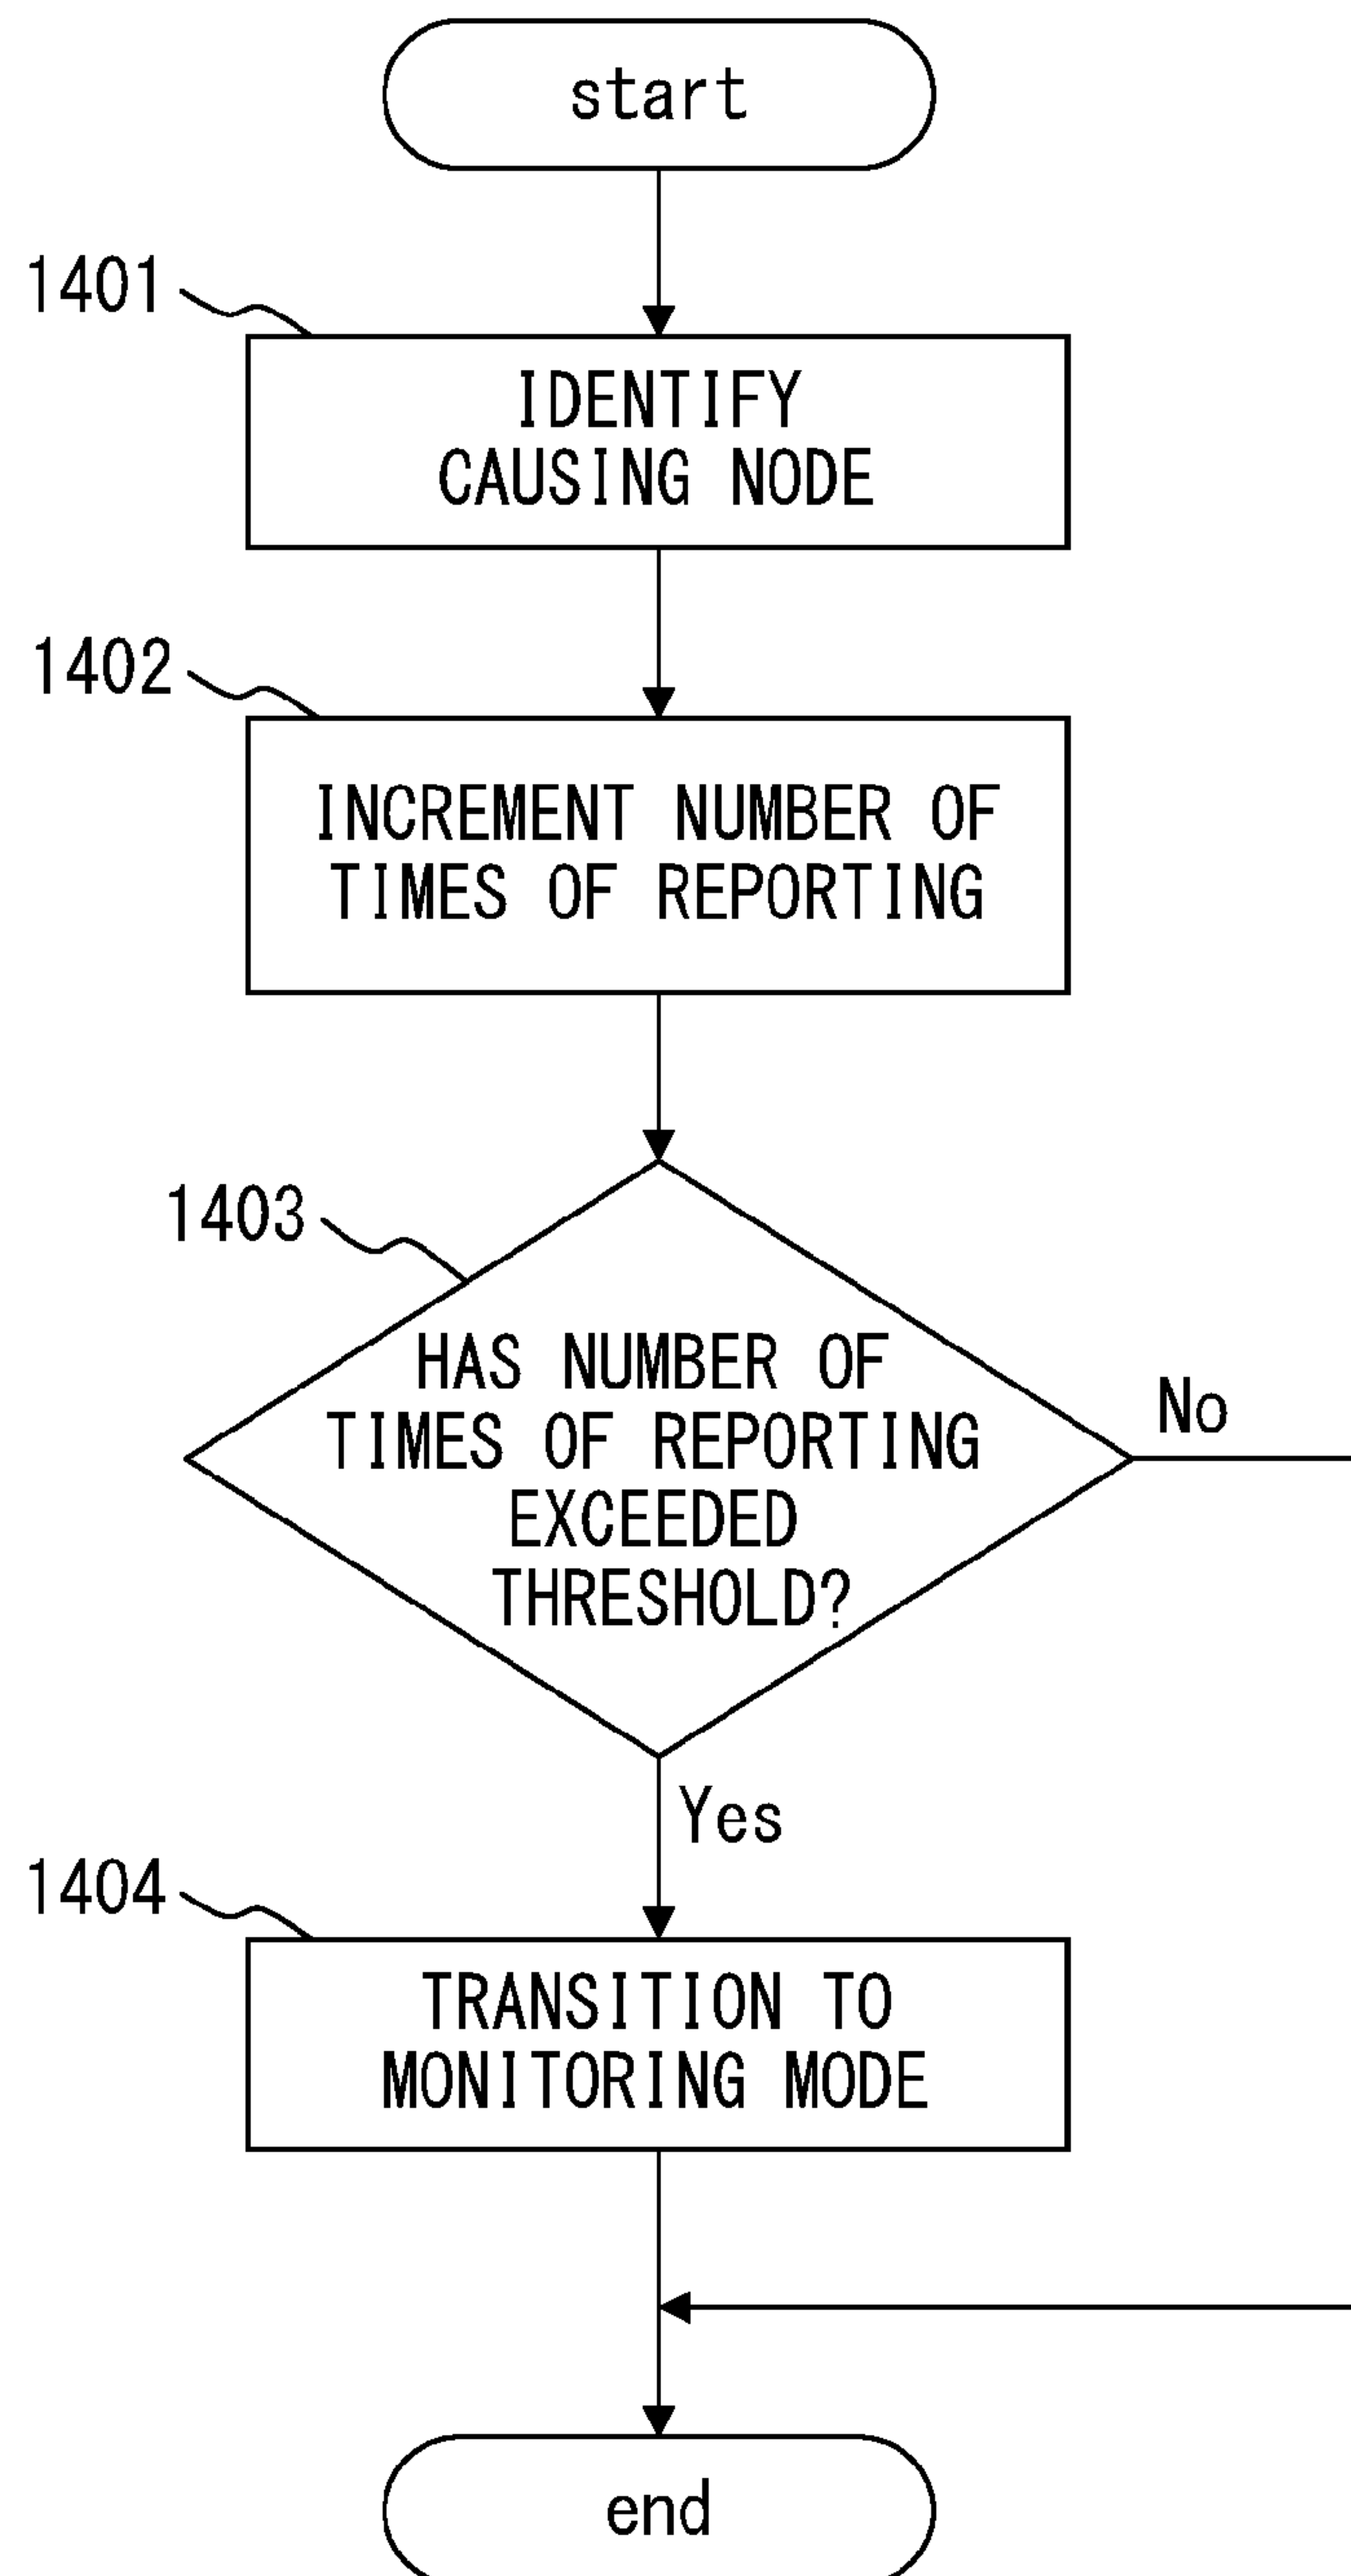 start
1401
IDENTIFY
CAUSING NODE
1402
INCREMENT NUMBER OF
TIMES OF REPORTING
1403
HAS NUMBER OF
TIMES OF REPORTING
EXCEEDED
THRESHOLD?
No
Yes
1404
TRANSITION TO
MONITORING MODE
end